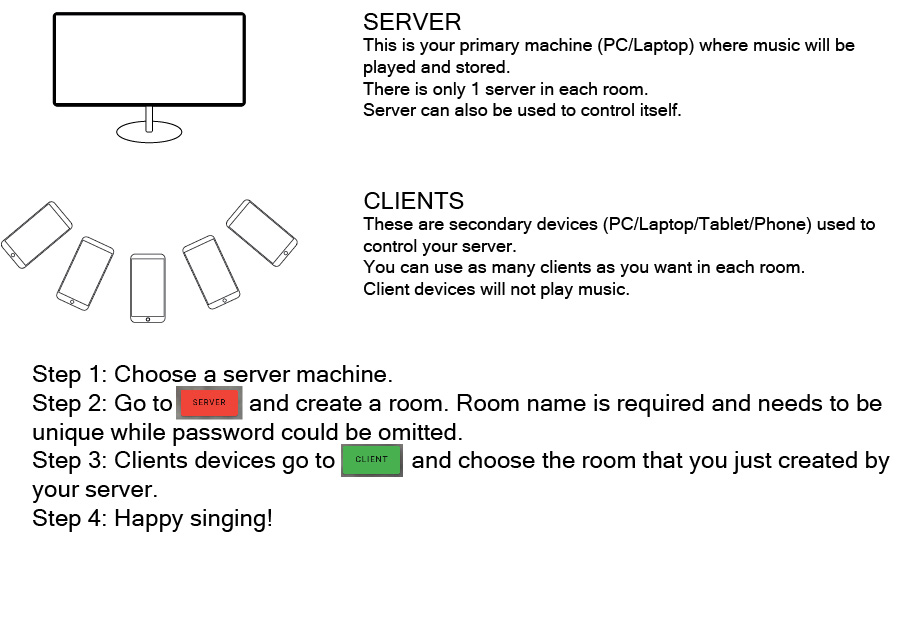 SERVER
This is your primary machine (PC/Laptop) where music will be
played and stored.
There is only 1 server in each room.
Server can also be used to control itself.
CLIENTS
These are secondary devices (PC/Laptop/Tablet/Phone) used to
control your server.
You can use as many clients as you want in each room.
Client devices will not play music.
Step 1: Choose a server machine.
Step 2: Go to SERVER and create a room. Room name is required and needs to be
unique while password could be omitted.
Step 3: Clients devices go to CLIENT and choose the room that you just created by
your server.
Step 4: Happy singing!